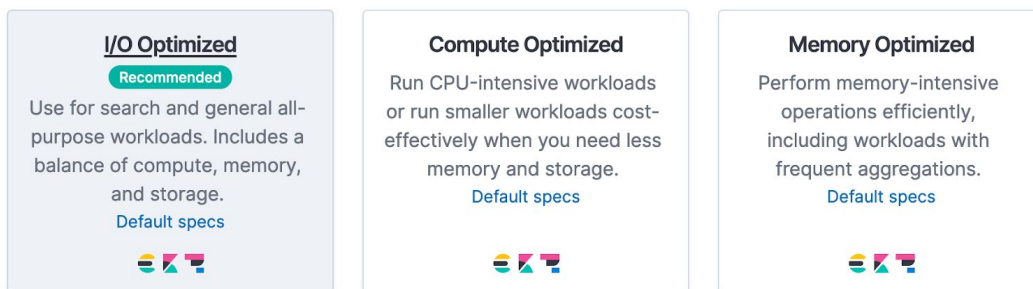 I/O Optimized
Recommended
Use for search and general all-
purpose workloads. Includes a
balance of compute, memory,
and storage.
Default specs
Compute Optimized
Run CPU-intensive workloads
or run smaller workloads cost-
effectively when you need less
memory and storage.
Default specs
Memory Optimized
Perform memory-intensive
operations efficiently,
including workloads with
frequent aggregations.
Default specs